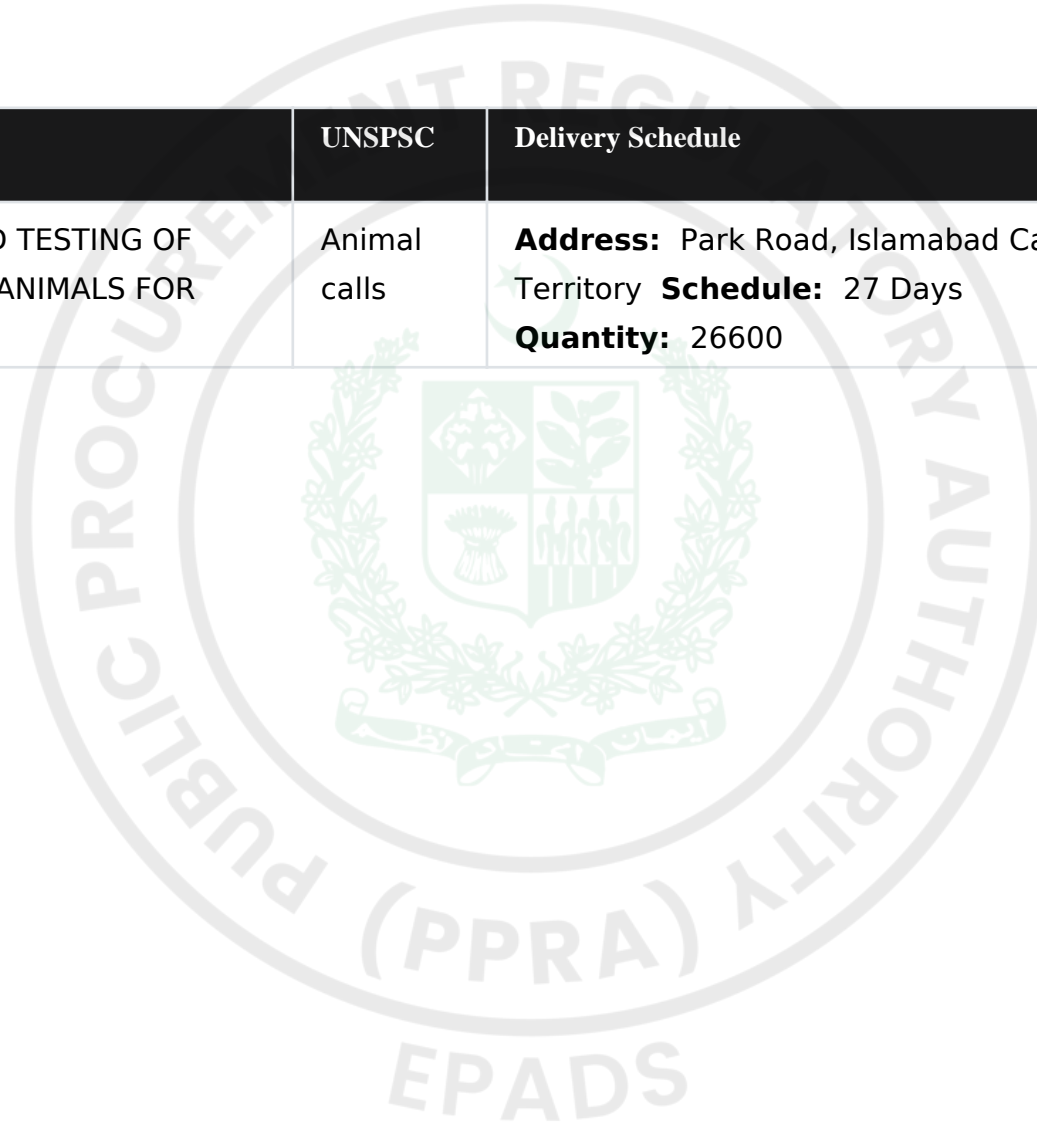 UNSPSC Delivery Schedule
D TESTING OF Animal Address: Park Road, Islamabad Ca
ANIMALS FOR calls Territory Schedule: 27 Days
Quantity: 26600
PUBLIC PROCUREMENT REGULATORY AUTHORITY
(PPRA)
EPADS